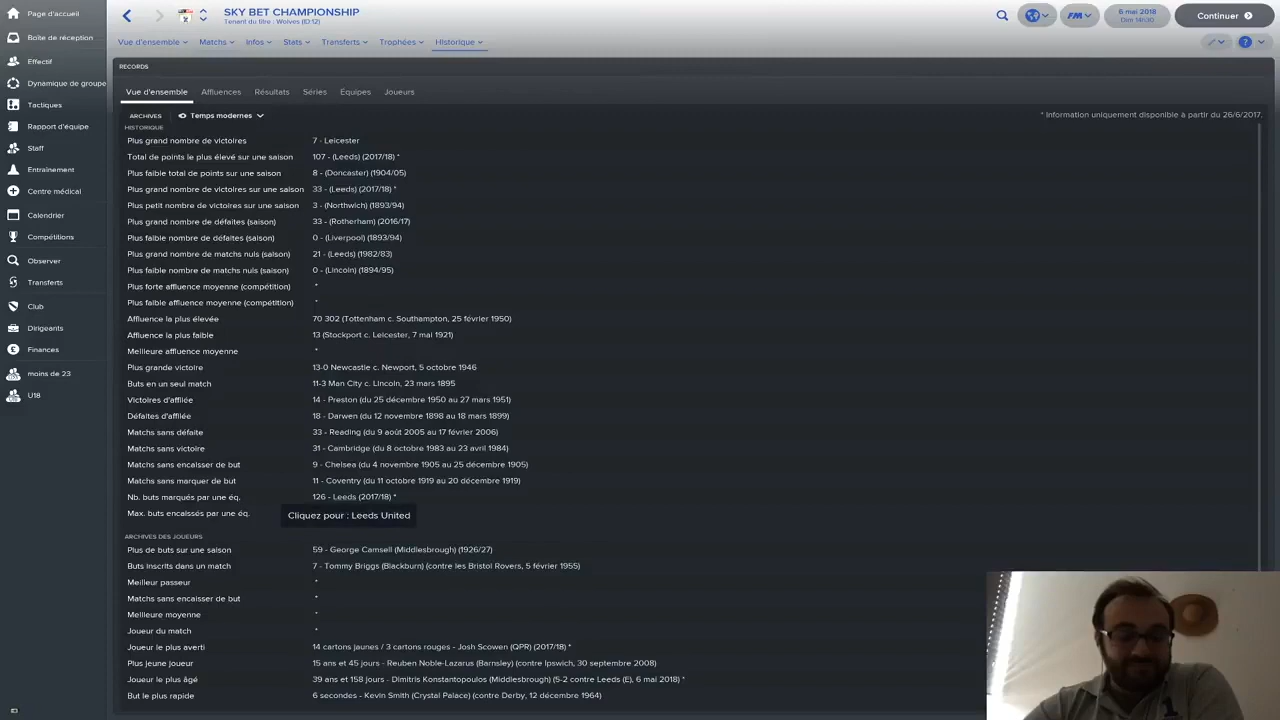 Page d'accueil
Boîte de réception
Effectif
Dynamique de groupe
Tactiques
Rapport d'équipe
Staff
Entraînement
Centre médical
Calendrier
Compétitions
Observer
Transferts
Club
Dirigeants
Finances
moins de 23
U18
SKY BET CHAMPIONSHIP
Tenant du titre : Wolves (ID:12)
FM
6 mai 2018
Dim 14h30
Continuer
Vue d'ensemble Matchs Infos Stats Transferts Trophées Historique
RECORDS
Vue d'ensemble Affluences Résultats Séries Équipes Joueurs
ARCHIVES Temps modernes * Information uniquement disponible à partir du 26/6/2017.
HISTORIQUE
Plus grand nombre de victoires 7 - Leicester
Total de points le plus élevé sur une saison 107 - (Leeds) (2017/18) *
Plus faible total de points sur une saison 8 - (Doncaster) (1904/05)
Plus grand nombre de victoires sur une saison 33 - (Leeds) (2017/18) *
Plus petit nombre de victoires sur une saison 3 - (Northwich) (1893/94)
Plus grand nombre de défaites (saison) 33 - (Rotherham) (2016/17)
Plus faible nombre de défaites (saison) 0 - (Liverpool) (1893/94)
Plus grand nombre de matchs nuls (saison) 21 - (Leeds) (1982/83)
Plus faible nombre de matchs nuls (saison) 0 - (Lincoln) (1894/95)
Plus forte affluence moyenne (compétition) *
Plus faible affluence moyenne (compétition) *
Affluence la plus élevée 70 302 (Tottenham c. Southampton, 25 février 1950)
Affluence la plus faible 13 (Stockport c. Leicester, 7 mai 1921)
Meilleure affluence moyenne *
Plus grande victoire 13-0 Newcastle c. Newport, 5 octobre 1946
Buts en un seul match 11-3 Man City c. Lincoln, 23 mars 1895
Victoires d'affilée 14 - Preston (du 25 décembre 1950 au 27 mars 1951)
Défaites d'affilée 18 - Darwen (du 12 novembre 1898 au 18 mars 1899)
Matchs sans défaite 33 - Reading (du 9 août 2005 au 17 février 2006)
Matchs sans victoire 31 - Cambridge (du 8 octobre 1983 au 23 avril 1984)
Matchs sans encaisser de but 9 - Chelsea (du 4 novembre 1905 au 25 décembre 1905)
Matchs sans marquer de but 11 - Coventry (du 11 octobre 1919 au 20 décembre 1919)
Nb. buts marqués par une éq. 126 - Leeds (2017/18) *
Max. buts encaissés par une éq.
Cliquez pour : Leeds United
ARCHIVES DES JOUEURS
Plus de buts sur une saison 59 - George Camsell (Middlesbrough) (1926/27)
Buts inscrits dans un match 7 - Tommy Briggs (Blackburn) (contre les Bristol Rovers, 5 février 1955)
Meilleur passeur *
Matchs sans encaisser de but *
Meilleure moyenne *
Joueur du match *
Joueur le plus averti 14 cartons jaunes / 3 cartons rouges - Josh Scowen (QPR) (2017/18) *
Plus jeune joueur 15 ans et 45 jours - Reuben Noble-Lazarus (Barnsley) (contre Ipswich, 30 septembre 2008)
Joueur le plus âgé 39 ans et 158 jours - Dimitris Konstantopoulos (Middlesbrough) (5-2 contre Leeds (E), 6 mai 2018) *
But le plus rapide 6 secondes - Kevin Smith (Crystal Palace) (contre Derby, 12 décembre 1964)